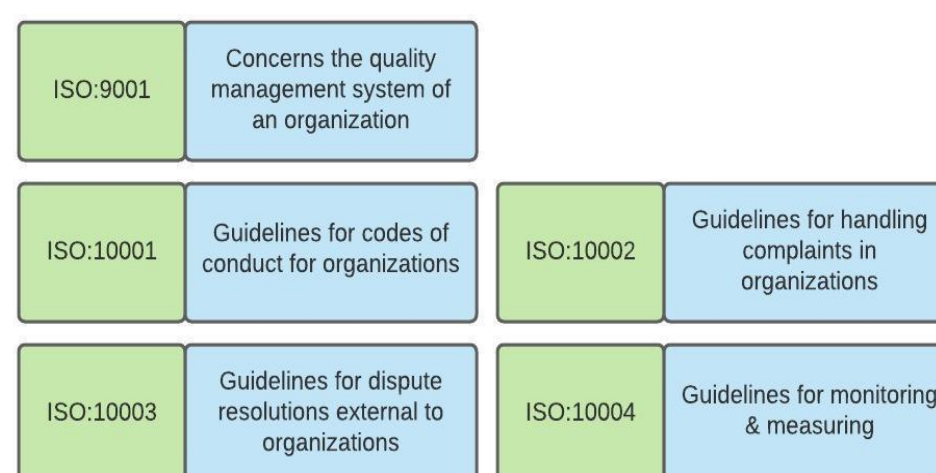 ISO:9001
Concerns the quality
management system of
an organization
ISO:10001
Guidelines for codes of
conduct for organizations
ISO:10002
Guidelines for handling
complaints in
organizations
ISO:10003
Guidelines for dispute
resolutions external to
organizations
ISO:10004
Guidelines for monitoring
& measuring